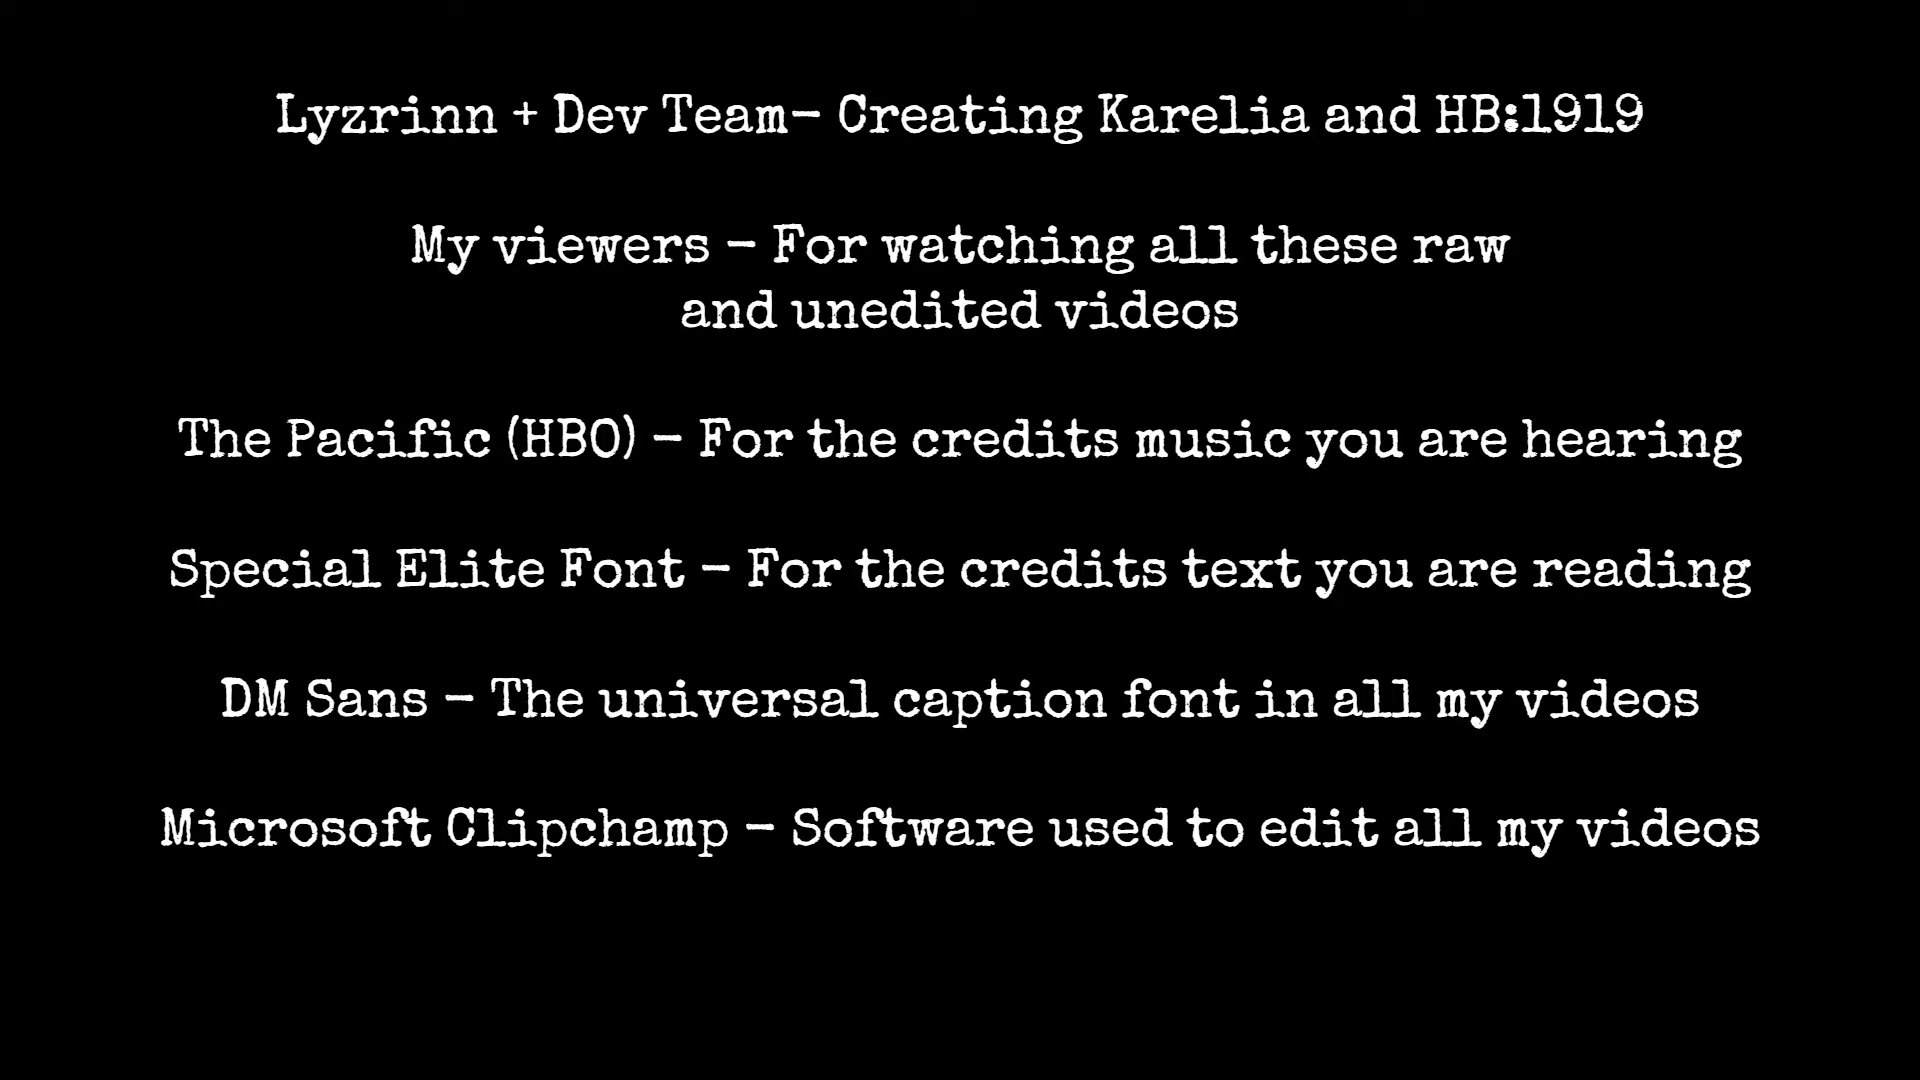 Lyzrinn + Dev Team- Creating Karelia and HB:1919
My viewers - For watching all these raw
and unedited videos
The Pacific (HBO) - For the credits music you are hearing
Special Elite Font - For the credits text you are reading
DM Sans - The universal caption font in all my videos
Microsoft Clipchamp - Software used to edit all my videos